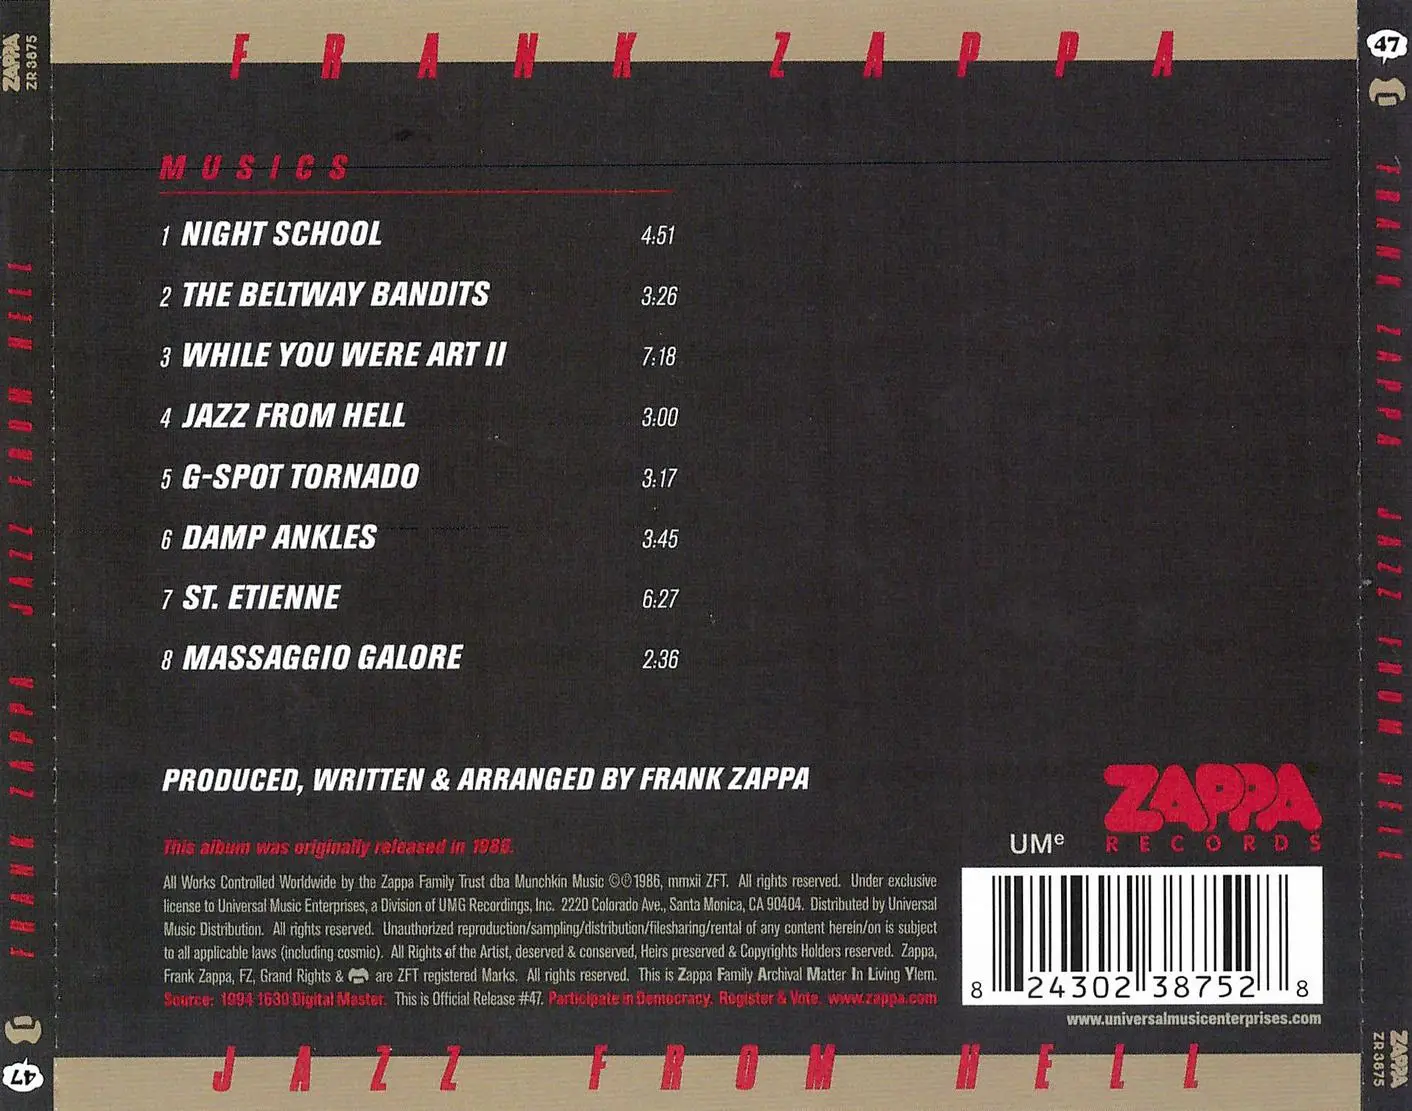 FRANK ZAPPA
MUSICS
1 NIGHT SCHOOL 4:51
2 THE BELTWAY BANDITS 3:26
3 WHILE YOU WERE ART II 7:18
4 JAZZ FROM HELL 3:00
5 G-SPOT TORNADO 3:17
6 DAMP ANKLES 3:45
7 ST. ETIENNE 6:27
8 MASSAGGIO GALORE 2:36
PRODUCED, WRITTEN & ARRANGED BY FRANK ZAPPA
This album was originally released in 1986.
All Works Controlled Worldwide by the Zappa Family Trust dba Munchkin Music ©℗1986, mmxii ZFT. All rights reserved. Under exclusive
license to Universal Music Enterprises, a Division of UMG Recordings, Inc. 2220 Colorado Ave., Santa Monica, CA 90404. Distributed by Universal
Music Distribution. All rights reserved. Unauthorized reproduction/sampling/distribution/filesharing/rental of any content herein/on is subject
to all applicable laws (including cosmic). All Rights of the Artist, deserved & conserved, Heirs preserved & Copyrights Holders reserved. Zappa,
Frank Zappa, FZ, Grand Rights & are ZFT registered Marks. All rights reserved. This is Zappa Family Archival Matter In Living Ylem.
Source: 1994 1630 Digital Master. This is Official Release #47. Participate in Democracy. Register & Vote. www.zappa.com
UMe
ZAPPA
RECORDS
8 24302 38752 8
www.universalmusicenterprises.com
JAZZ FROM HELL
ZAPPA
ZR3875
FRANK ZAPPA JAZZ FROM HELL
47
47
FRANK ZAPPA JAZZ FROM HELL
ZAPPA
ZR3875